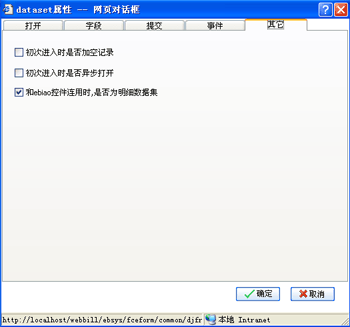 dataset属性 -- 网页对话框
打开 字段 提交 事件 其它
初次进入时是否加空记录
初次进入时是否异步打开
和ebiao控件连用时,是否为明细数据集
确定 取消
http://localhost/webbill/ebsys/fceform/common/djfr 本地 Intranet